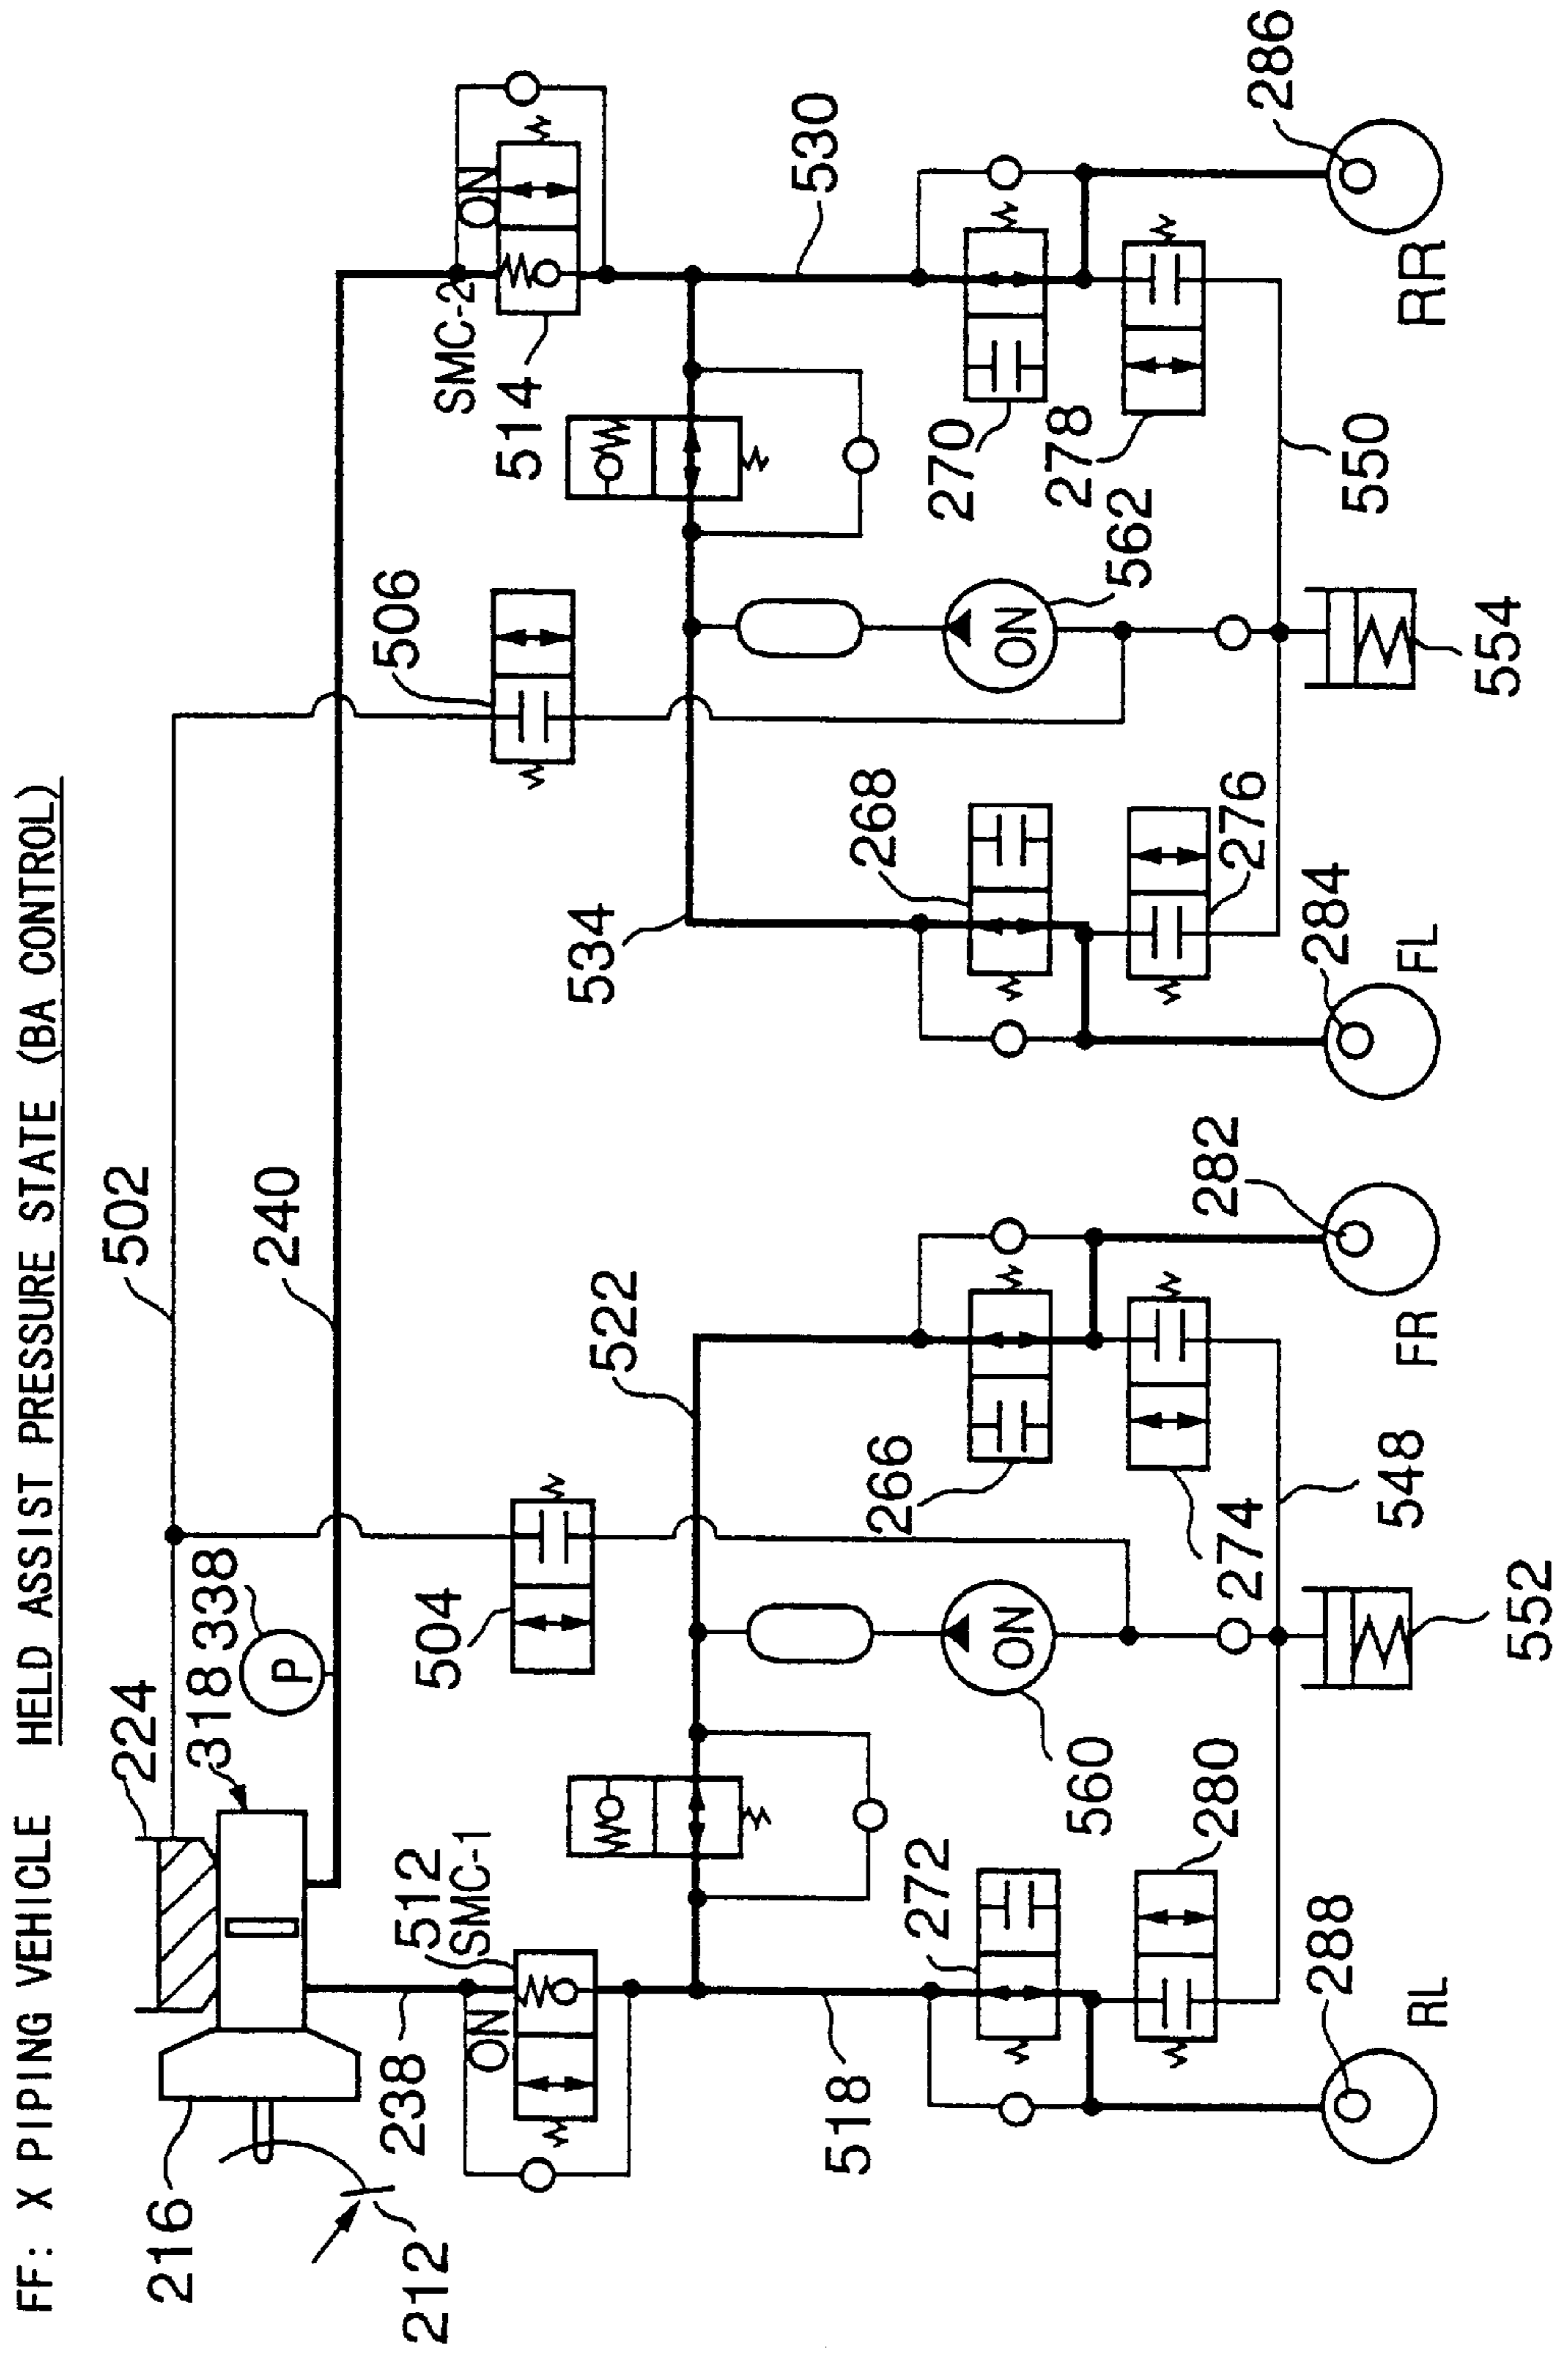 FF: X PIPING VEHICLE HELD ASSIST PRESSURE STATE (BA CONTROL)
216
224
318
338
P
502
240
212
238
512
SMC-1
ON
504
506
SMC-2
ON
514
522
534
530
518
272
560
ON
266
268
562
ON
270
280
274
276
278
288
RL
552
548
282
FR
284
FL
554
550
286
RR